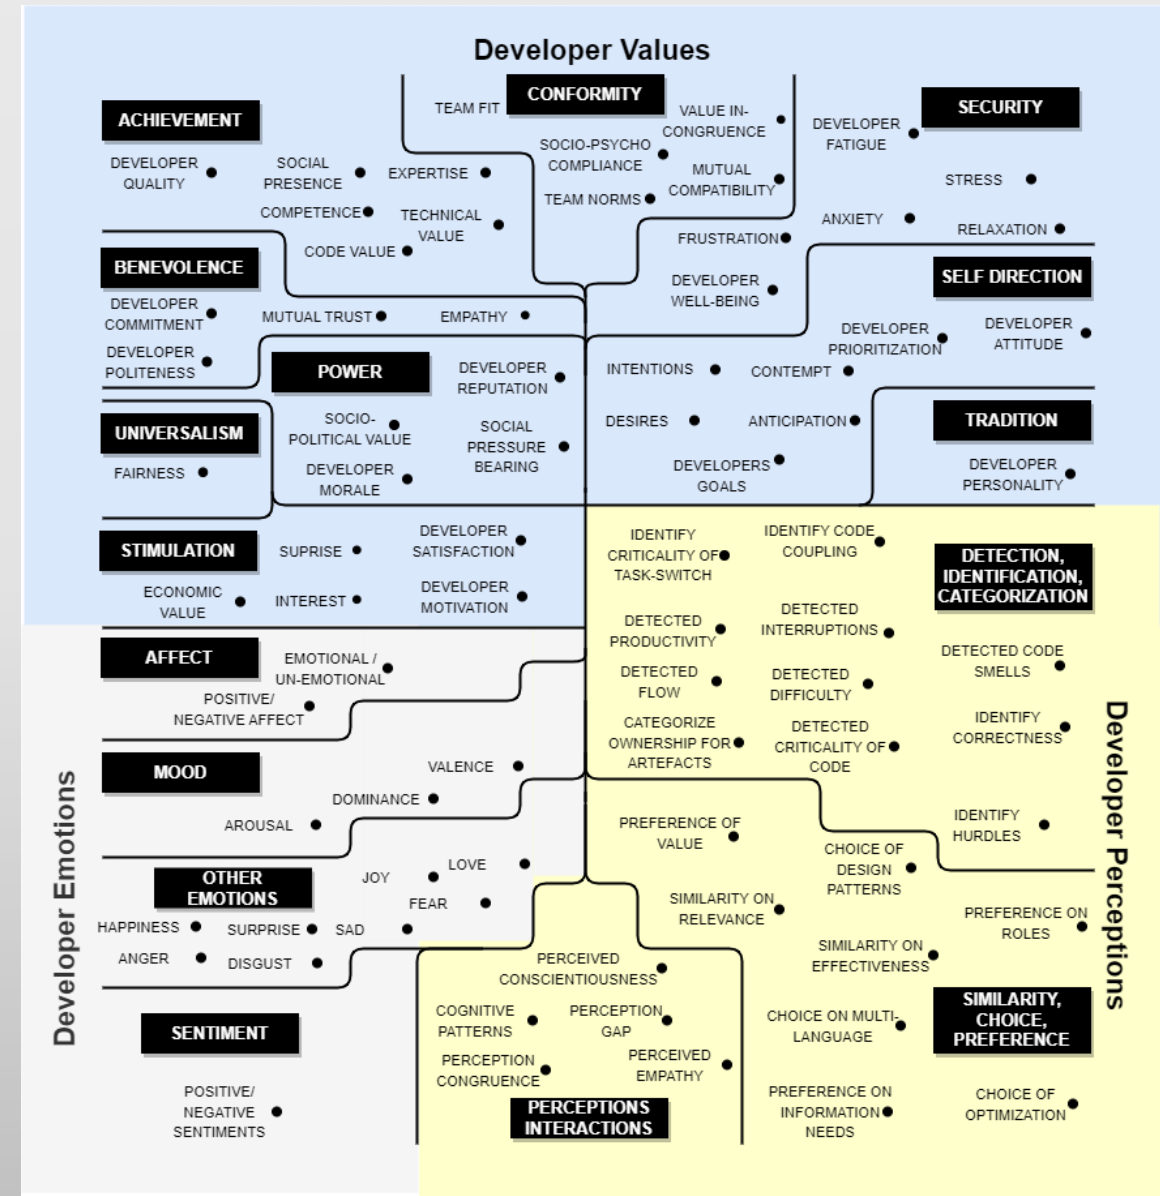 Developer Values
ACHIEVEMENT
DEVELOPER
QUALITY
SOCIAL
PRESENCE
EXPERTISE
COMPETENCE
TECHNICAL
VALUE
CODE VALUE
TEAM FIT
CONFORMITY
VALUE IN-
CONGRUENCE
SOCIO-PSYCHO
COMPLIANCE
MUTUAL
COMPATIBILITY
TEAM NORMS
SECURITY
DEVELOPER
FATIGUE
STRESS
ANXIETY
RELAXATION
FRUSTRATION
DEVELOPER
WELL-BEING
BENEVOLENCE
DEVELOPER
COMMITMENT
MUTUAL TRUST
EMPATHY
DEVELOPER
POLITENESS
SELF DIRECTION
DEVELOPER
PRIORITIZATION
DEVELOPER
ATTITUDE
INTENTIONS
CONTEMPT
DESIRES
ANTICIPATION
DEVELOPERS
GOALS
POWER
DEVELOPER
REPUTATION
SOCIO-
POLITICAL VALUE
SOCIAL
PRESSURE
BEARING
DEVELOPER
MORALE
UNIVERSALISM
FAIRNESS
TRADITION
DEVELOPER
PERSONALITY
STIMULATION
SUPRISE
DEVELOPER
SATISFACTION
ECONOMIC
VALUE
INTEREST
DEVELOPER
MOTIVATION
Developer Emotions
AFFECT
EMOTIONAL /
UN-EMOTIONAL
POSITIVE/
NEGATIVE AFFECT
MOOD
VALENCE
DOMINANCE
AROUSAL
OTHER
EMOTIONS
JOY
LOVE
FEAR
HAPPINESS
SURPRISE
SAD
ANGER
DISGUST
SENTIMENT
POSITIVE/
NEGATIVE
SENTIMENTS
Developer Perceptions
DETECTION,
IDENTIFICATION,
CATEGORIZATION
IDENTIFY
CRITICALITY OF
TASK-SWITCH
IDENTIFY CODE
COUPLING
DETECTED
PRODUCTIVITY
DETECTED
INTERRUPTIONS
DETECTED CODE
SMELLS
DETECTED
FLOW
DETECTED
DIFFICULTY
CATEGORIZE
OWNERSHIP FOR
ARTEFACTS
DETECTED
CRITICALITY OF
CODE
IDENTIFY
CORRECTNESS
IDENTIFY
HURDLES
PREFERENCE OF
VALUE
CHOICE OF
DESIGN
PATTERNS
SIMILARITY ON
RELEVANCE
PREFERENCE ON
ROLES
SIMILARITY ON
EFFECTIVENESS
SIMILARITY,
CHOICE,
PREFERENCE
CHOICE ON MULTI-
LANGUAGE
PREFERENCE ON
INFORMATION
NEEDS
CHOICE OF
OPTIMIZATION
PERCEIVED
CONSCIENTIOUSNESS
COGNITIVE
PATTERNS
PERCEPTION
GAP
PERCEPTION
CONGRUENCE
PERCEIVED
EMPATHY
PERCEPTIONS
INTERACTIONS